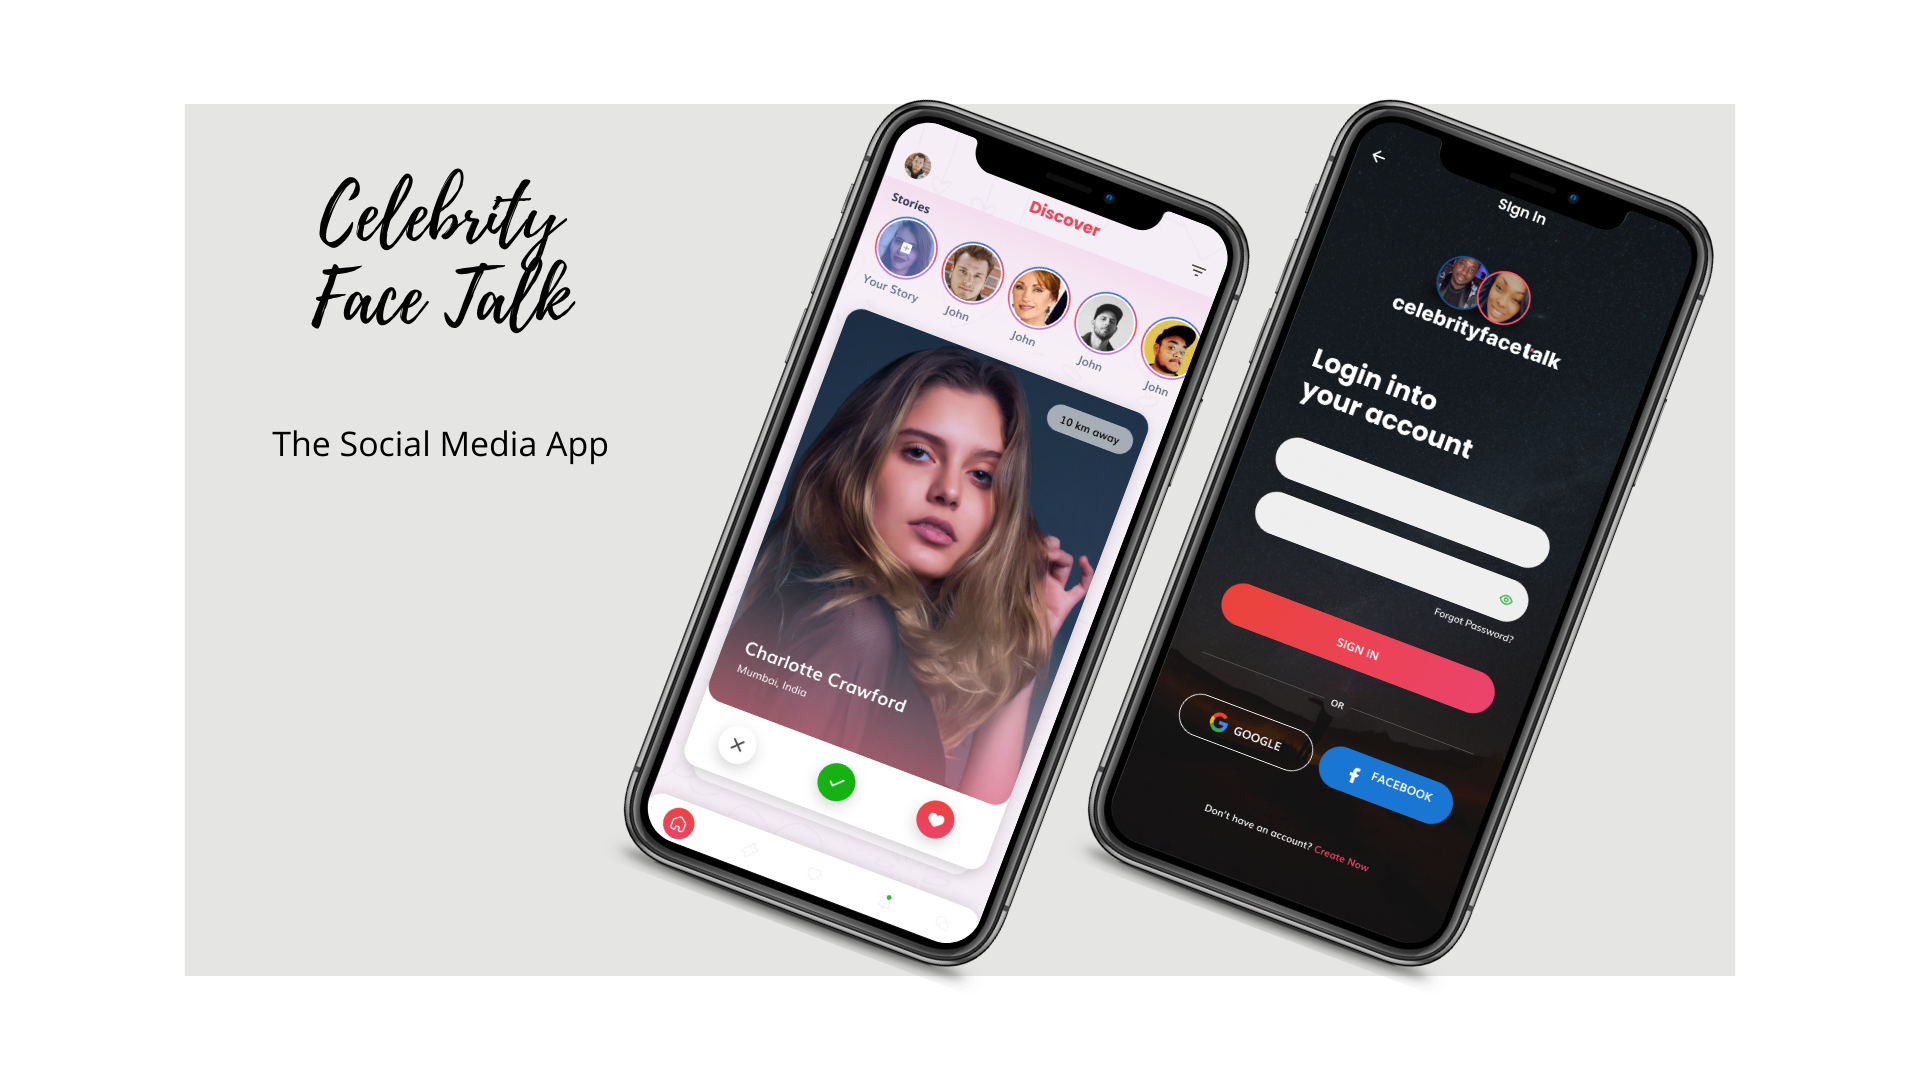 Celebrity
Face Talk
The Social Media App
Discover
Stories
Your Story
John
John
John
John
10 km away
Charlotte Crawford
Mumbai, India
Sign In
celebrityfacetalk
Login into
your account
Forgot Password?
SIGN IN
OR
GOOGLE
FACEBOOK
Don't have an account? Create Now